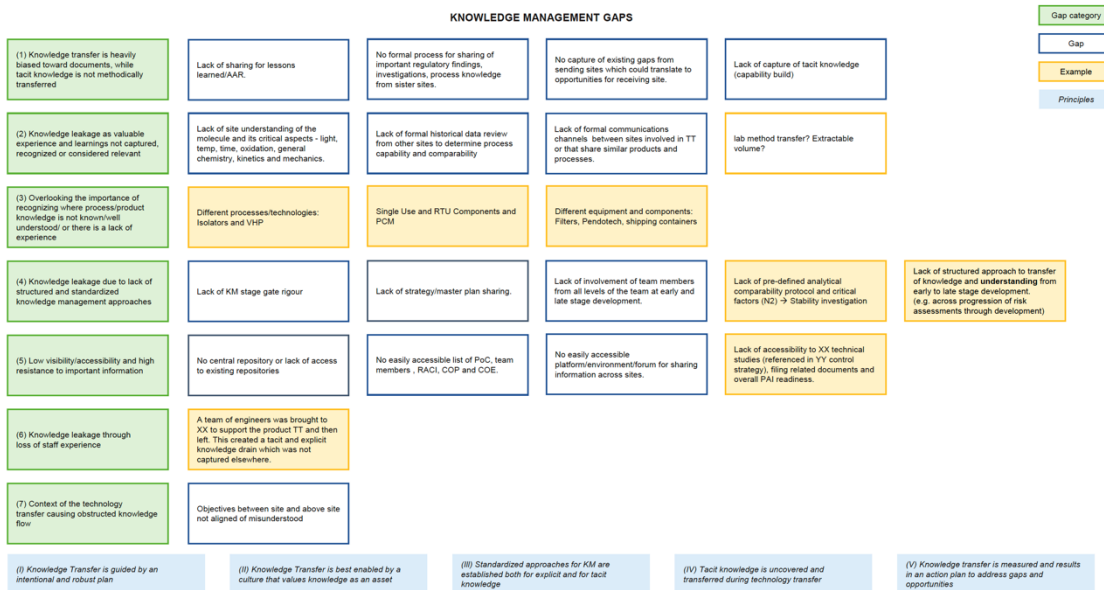 KNOWLEDGE MANAGEMENT GAPS
Gap category
Gap
Example
Principles
(1) Knowledge transfer is heavily
biased toward documents, while
tacit knowledge is not methodically
transferred
Lack of sharing for lessons
learned/AAR.
No formal process for sharing of
important regulatory findings,
investigations, process knowledge
from sister sites.
No capture of existing gaps from
sending sites which could translate to
opportunities for receiving site.
Lack of capture of tacit knowledge
(capability build)
(2) Knowledge leakage as valuable
experience and learnings not captured,
recognized or considered relevant
Lack of site understanding of the
molecule and its critical aspects - light,
temp, time, oxidation, general
chemistry, kinetics and mechanics.
Lack of formal historical data review
from other sites to determine process
capability and comparability
Lack of formal communications
channels between sites involved in TT
or that share similar products and
processes.
lab method transfer? Extractable
volume?
(3) Overlooking the importance of
recognizing where process/product
knowledge is not known/well
understood/ or there is a lack of
experience
Different processes/technologies:
Isolators and VHP
Single Use and RTU Components and
PCM
Different equipment and components:
Filters, Pendotech, shipping containers
(4) Knowledge leakage due to lack of
structured and standardized
knowledge management approaches
Lack of KM stage gate rigour
Lack of strategy/master plan sharing.
Lack of involvement of team members
from all levels of the team at early and
late stage development.
Lack of pre-defined analytical
comparability protocol and critical
factors (N2) → Stability investigation
Lack of structured approach to transfer
of knowledge and understanding from
early to late stage development.
(e.g. across progression of risk
assessments through development)
(5) Low visibility/accessibility and high
resistance to important information
No central repository or lack of access
to existing repositories
No easily accessible list of PoC, team
members , RACI, COP and COE.
No easily accessible
platform/environment/forum for sharing
information across sites.
Lack of accessibility to XX technical
studies (referenced in YY control
strategy), filing related documents and
overall PAI readiness.
(6) Knowledge leakage through
loss of staff experience
A team of engineers was brought to
XX to support the product TT and then
left. This created a tacit and explicit
knowledge drain which was not
captured elsewhere.
(7) Context of the technology
transfer causing obstructed knowledge
flow
Objectives between site and above site
not aligned of misunderstood
(I) Knowledge Transfer is guided by an
intentional and robust plan
(II) Knowledge Transfer is best enabled by a
culture that values knowledge as an asset
(III) Standardized approaches for KM are
established both for explicit and for tacit
knowledge
(IV) Tacit knowledge is uncovered and
transferred during technology transfer
(V) Knowledge transfer is measured and results
in an action plan to address gaps and
opportunities